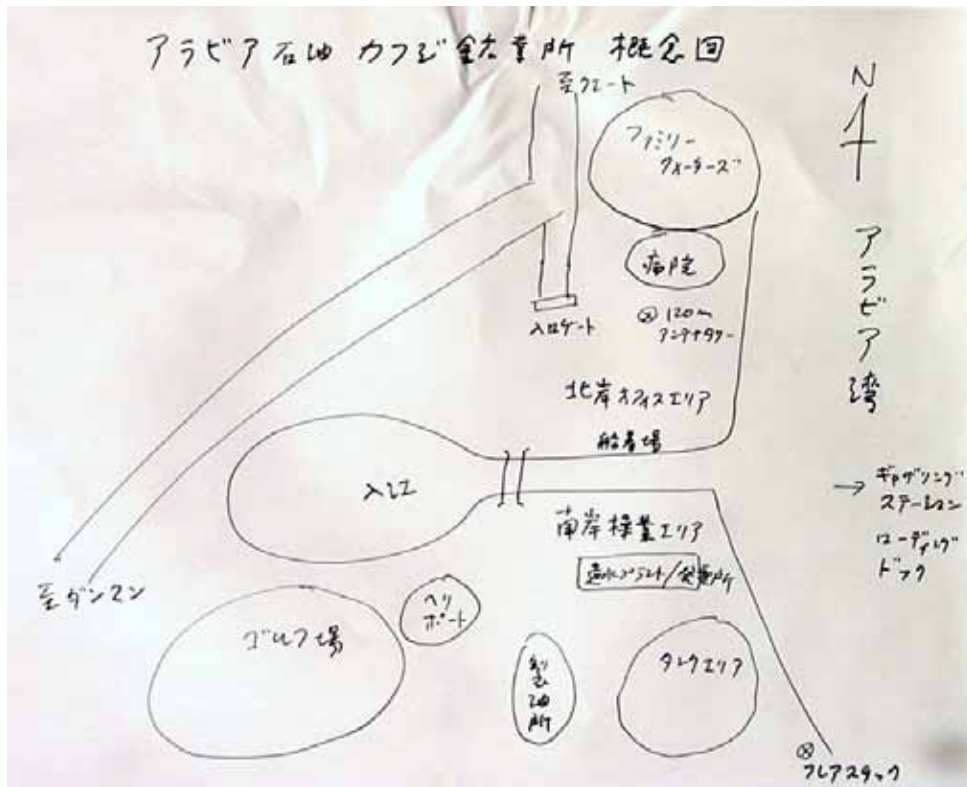 アラビア石油 カフジ鉱業所 概念図
至クエート
N
ファミリー
クォーターズ
病院
入口ゲート
120m
アンテナタワー
アラビア湾
北岸オフィスエリア
船着場
入江
→ ギャザリング
ステーション
ローディング
ドック
南岸操業エリア
造水プラント/発電所
至ダンマン
ゴルフ場
ヘリ
ポート
製油所
タンクエリア
フレアスタック